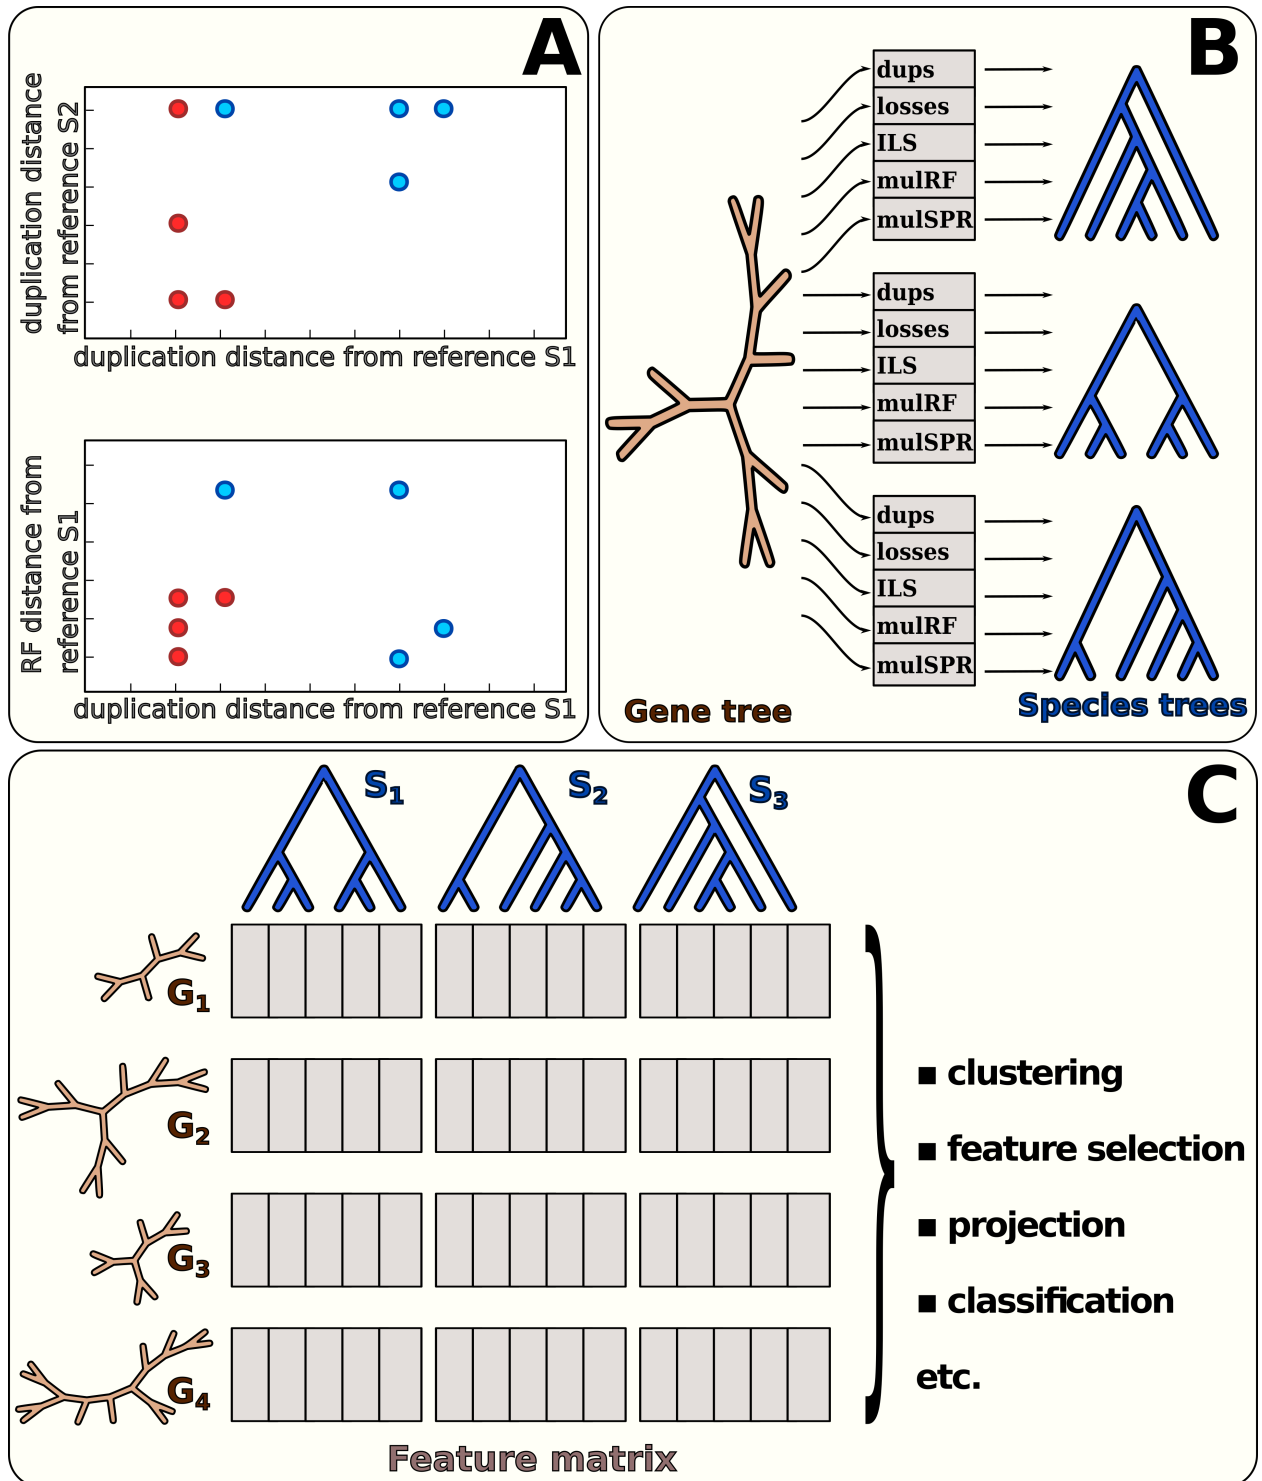 A
duplication distance
from reference S2
duplication distance from reference S1
RF distance from
reference S1
duplication distance from reference S1
B
dups
losses
ILS
mulRF
mulSPR
dups
losses
ILS
mulRF
mulSPR
dups
losses
ILS
mulRF
mulSPR
Gene tree
Species trees
C
S1
S2
S3
G1
G2
G3
G4
▪ clustering
▪ feature selection
▪ projection
▪ classification
etc.
Feature matrix